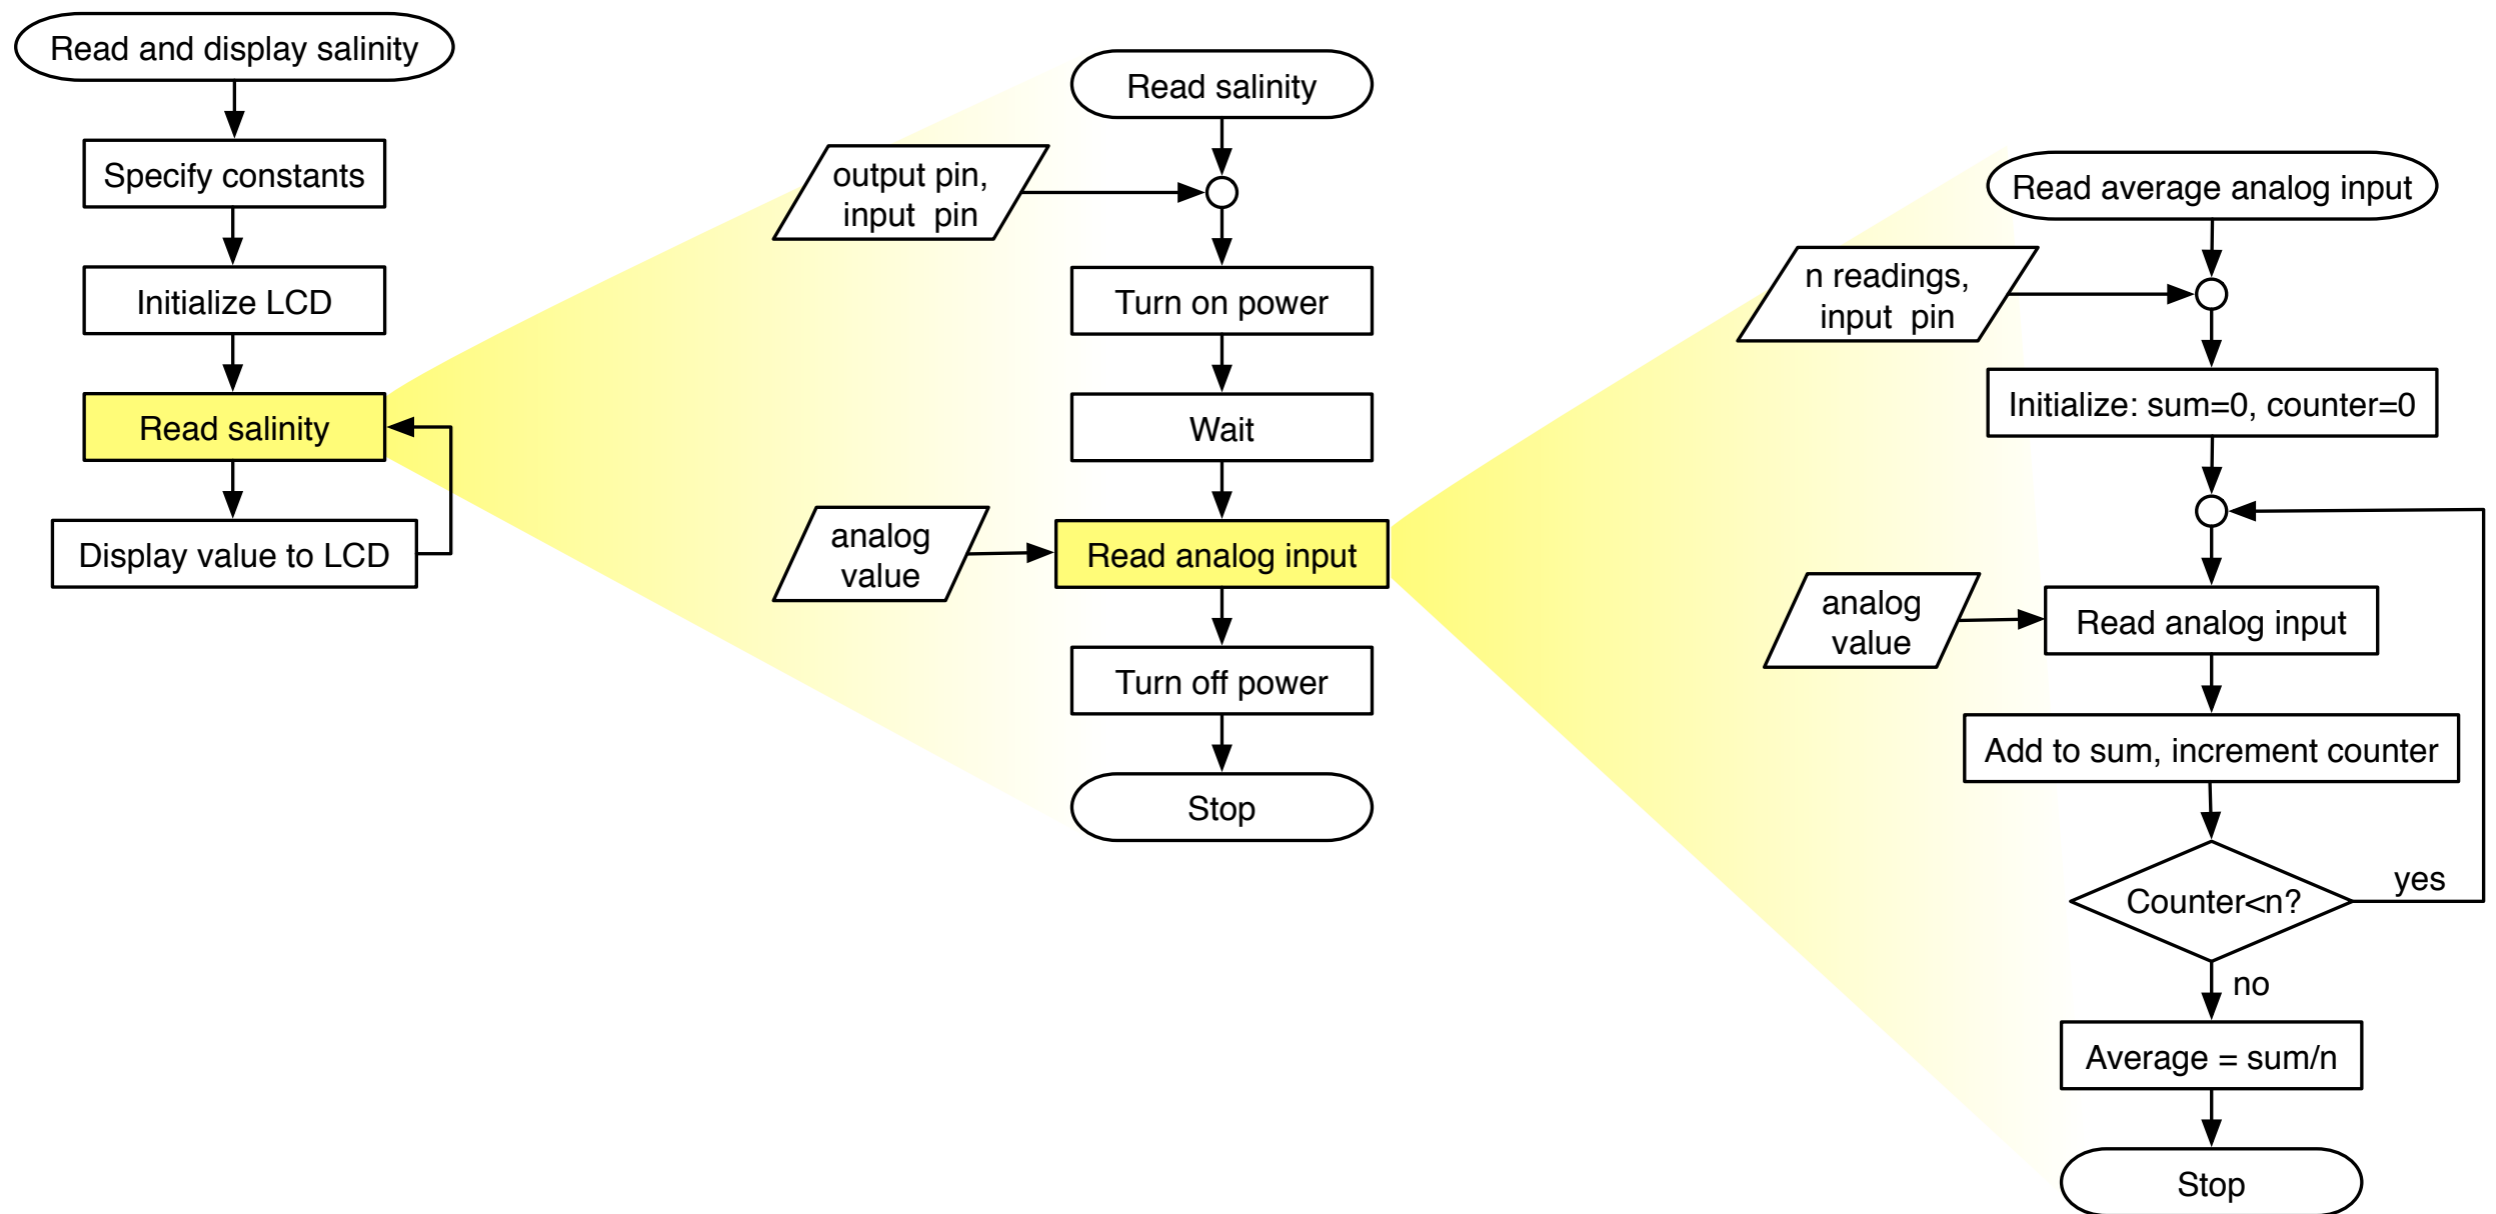 Read and display salinity
Specify constants
Initialize LCD
Read salinity
Display value to LCD
Read salinity
output pin,
input pin
Turn on power
Wait
analog
value
Read analog input
Turn off power
Stop
Read average analog input
n readings,
input pin
Initialize: sum=0, counter=0
analog
value
Read analog input
Add to sum, increment counter
Counter<n?
yes
no
Average = sum/n
Stop